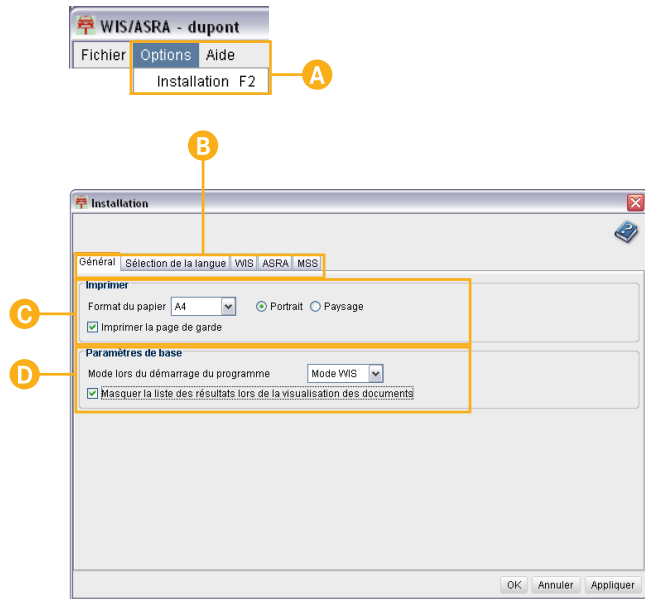 WIS/ASRA - dupont
Fichier Options Aide
Installation F2
A
B
Installation
Général Sélection de la langue WIS ASRA MSS
Imprimer
C
Format du papier A4 Portrait Paysage
Imprimer la page de garde
Paramètres de base
D
Mode lors du démarrage du programme Mode WIS
Masquer la liste des résultats lors de la visualisation des documents
OK Annuler Appliquer